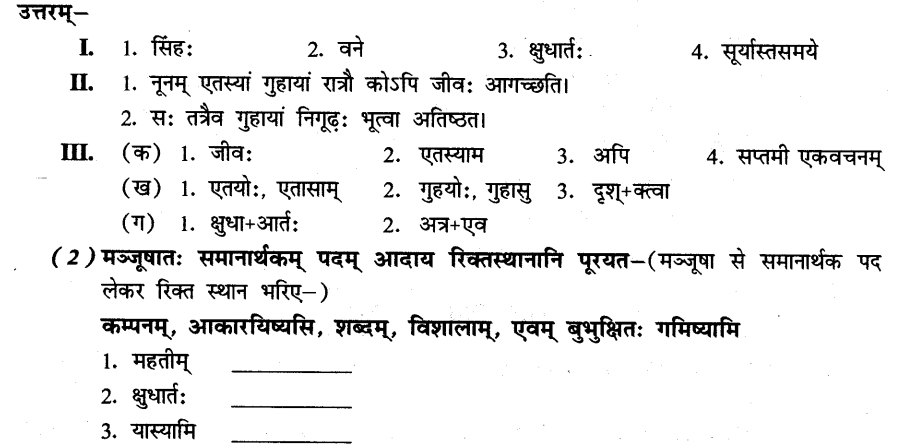 उत्तरम्–
I. 1. सिंहः 2. वने 3. क्षुधार्तः 4. सूर्यास्तसमये
II. 1. नूनम् एतस्यां गुहायां रात्रौ कोऽपि जीवः आगच्छति।
2. सः तत्रैव गुहायां निगूढ़ः भूत्वा अतिष्ठत।
III. (क) 1. जीवः 2. एतस्याम 3. अपि 4. सप्तमी एकवचनम्
(ख) 1. एतयोः, एतासाम् 2. गुहयोः, गुहासु 3. दृश्+क्त्वा
(ग) 1. क्षुधा+आर्तः 2. अत्र+एव
(2) मञ्जूषातः समानार्थकम् पदम् आदाय रिक्तस्थानानि पूरयत–(मञ्जूषा से समानार्थक पद
लेकर रिक्त स्थान भरिए–)
कम्पनम्, आकारयिष्यसि, शब्दम्, विशालाम्, एवम् बुभुक्षितः गमिष्यामि
1. महतीम् ___________
2. क्षुधार्तः ___________
3. यास्यामि ___________